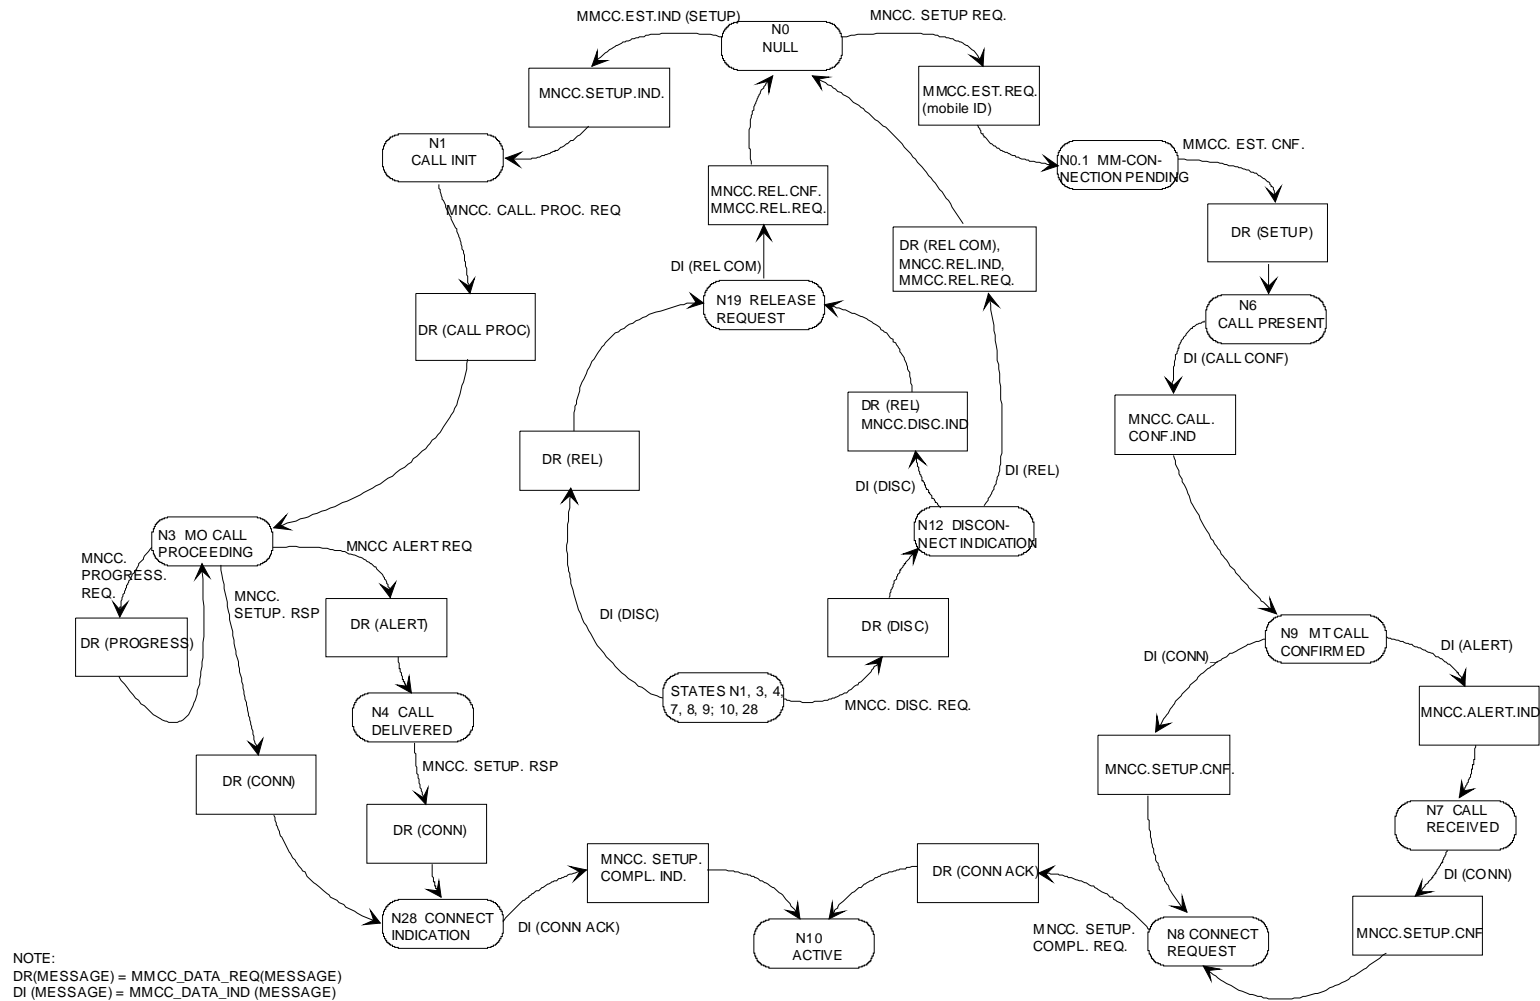 MMCC.EST.IND (SETUP)
N0
NULL
MNCC. SETUP REQ.
MNCC.SETUP.IND.
MMCC.EST.REQ.
(mobile ID)
N1
CALL INIT
MMCC. EST. CNF.
N0.1 MM-CON-
NECTION PENDING
MNCC.REL.CNF.
MMCC.REL.REQ.
MNCC. CALL. PROC. REQ
DR (SETUP)
DR (REL COM),
MNCC.REL.IND,
MMCC.REL.REQ.
DI (REL COM)
N19 RELEASE
REQUEST
N6
CALL PRESENT
DR (CALL PROC)
DI (CALL CONF)
DR (REL)
MNCC.DISC.IND
MNCC.CALL.
CONF.IND
DR (REL)
DI (DISC)
DI (REL)
N3 MO CALL
PROCEEDING
N12 DISCON-
NECT INDICATION
MNCC ALERT REQ
MNCC.
PROGRESS.
REQ.
MNCC.
SETUP. RSP
DI (DISC)
DR (ALERT)
DR (DISC)
DR (PROGRESS)
N9 MT CALL
CONFIRMED
DI (CONN)
DI (ALERT)
STATES N1, 3, 4,
7, 8, 9; 10, 28
MNCC. DISC. REQ.
N4 CALL
DELIVERED
MNCC.ALERT.IND
MNCC. SETUP. RSP
DR (CONN)
MNCC.SETUP.CNF.
N7 CALL
RECEIVED
DR (CONN)
MNCC. SETUP.
COMPL. IND.
DR (CONN ACK)
DI (CONN)
N28 CONNECT
INDICATION
DI (CONN ACK)
N10
ACTIVE
MNCC. SETUP.
COMPL. REQ.
N8 CONNECT
REQUEST
MNCC.SETUP.CNF
NOTE:
DR(MESSAGE) = MMCC_DATA_REQ(MESSAGE)
DI (MESSAGE) = MMCC_DATA_IND (MESSAGE)